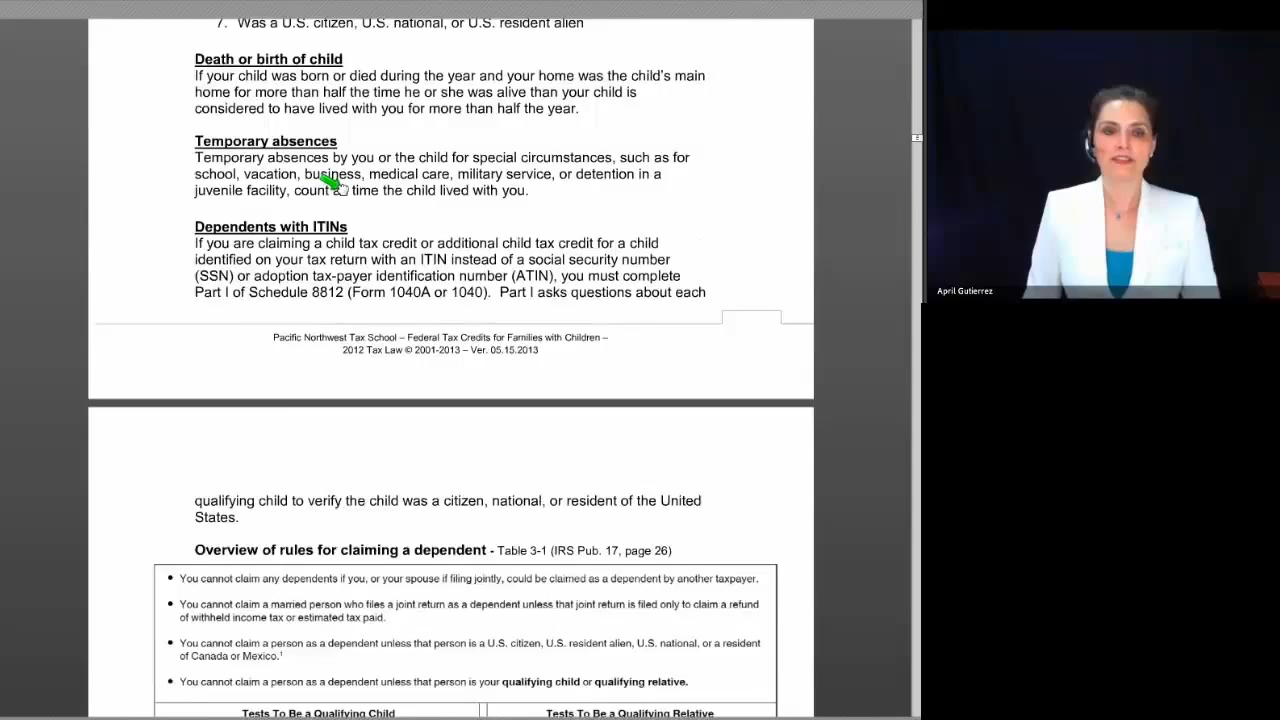 7. Was a U.S. citizen, U.S. national, or U.S. resident alien
Death or birth of child
If your child was born or died during the year and your home was the child's main
home for more than half the time he or she was alive than your child is
considered to have lived with you for more than half the year.
Temporary absences
Temporary absences by you or the child for special circumstances, such as for
school, vacation, business, medical care, military service, or detention in a
juvenile facility, count as time the child lived with you.
Dependents with ITINs
If you are claiming a child tax credit or additional child tax credit for a child
identified on your tax return with an ITIN instead of a social security number
(SSN) or adoption tax-payer identification number (ATIN), you must complete
Part I of Schedule 8812 (Form 1040A or 1040). Part I asks questions about each
Pacific Northwest Tax School – Federal Tax Credits for Families with Children –
2012 Tax Law © 2001-2013 – Ver. 05.15.2013
qualifying child to verify the child was a citizen, national, or resident of the United
States.
Overview of rules for claiming a dependent - Table 3-1 (IRS Pub. 17, page 26)
• You cannot claim any dependents if you, or your spouse if filing jointly, could be claimed as a dependent by another taxpayer.
• You cannot claim a married person who files a joint return as a dependent unless that joint return is filed only to claim a refund
of withheld income tax or estimated tax paid.
• You cannot claim a person as a dependent unless that person is a U.S. citizen, U.S. resident alien, U.S. national, or a resident
of Canada or Mexico.¹
• You cannot claim a person as a dependent unless that person is your qualifying child or qualifying relative.
Tests To Be a Qualifying Child
Tests To Be a Qualifying Relative
April Gutierrez